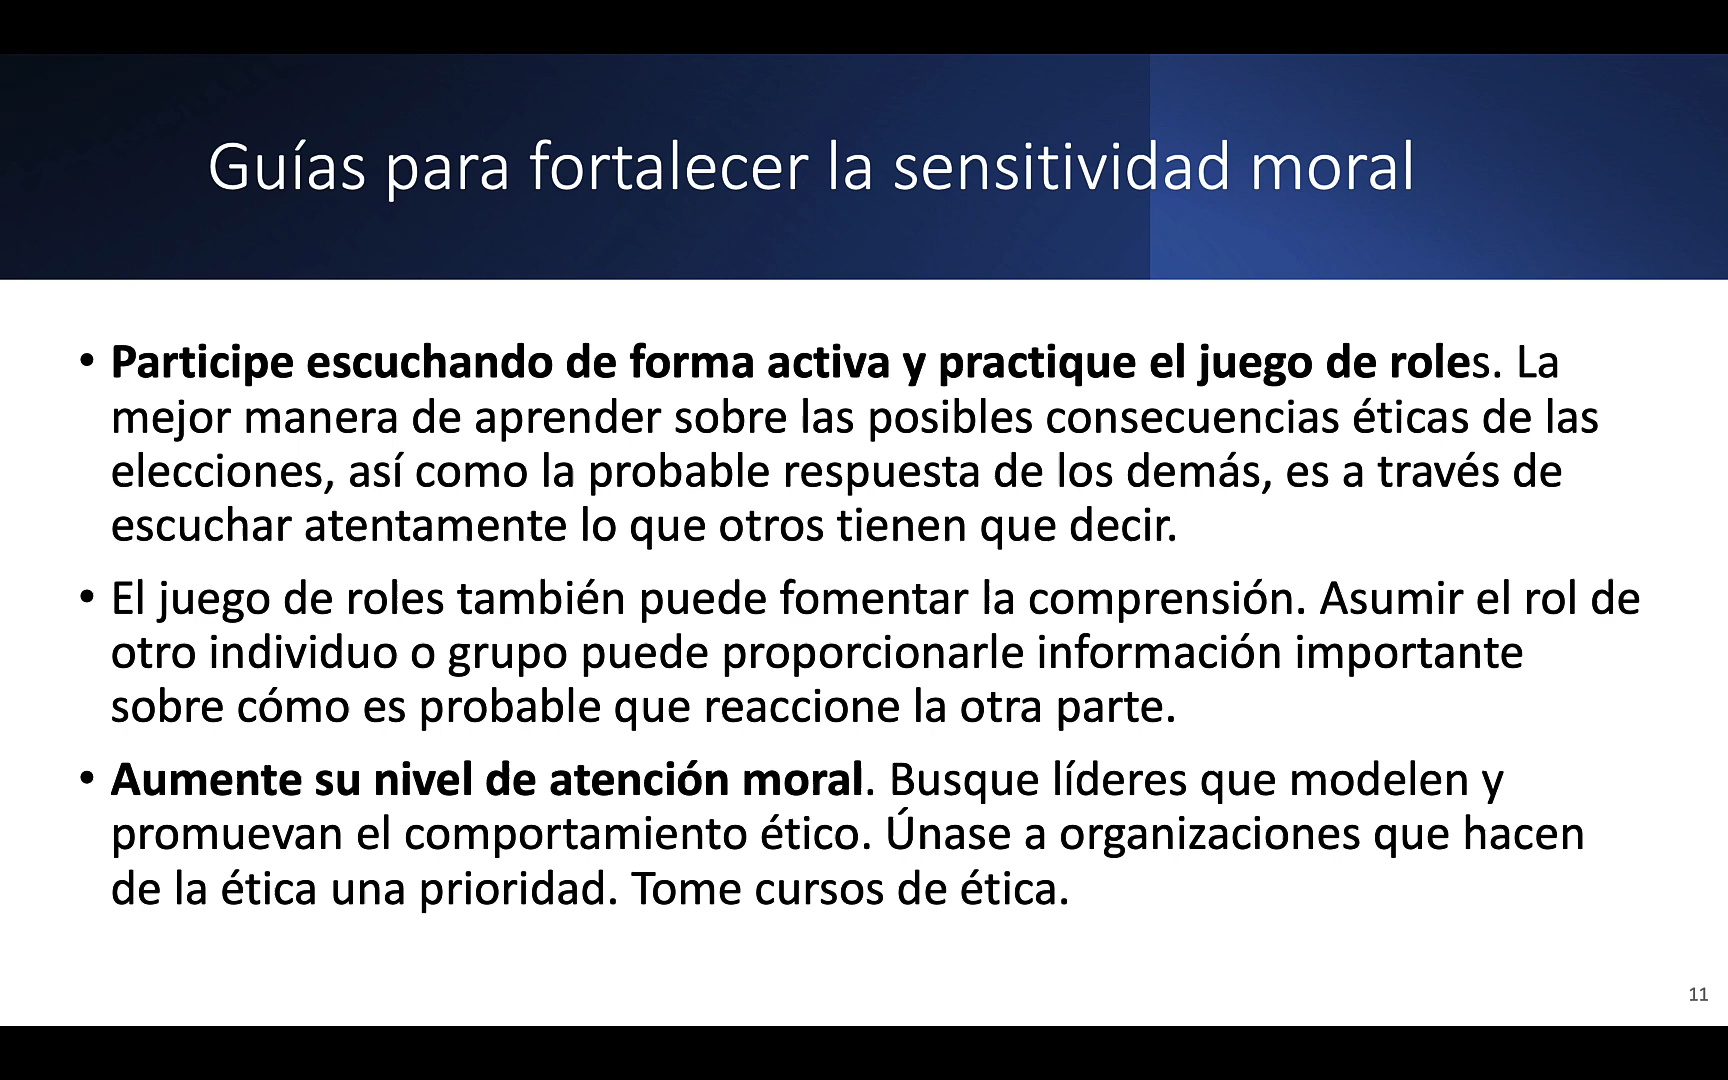 Guías para fortalecer la sensitividad moral
• Participe escuchando de forma activa y practique el juego de roles. La
mejor manera de aprender sobre las posibles consecuencias éticas de las
elecciones, así como la probable respuesta de los demás, es a través de
escuchar atentamente lo que otros tienen que decir.
• El juego de roles también puede fomentar la comprensión. Asumir el rol de
otro individuo o grupo puede proporcionarle información importante
sobre cómo es probable que reaccione la otra parte.
• Aumente su nivel de atención moral. Busque líderes que modelen y
promuevan el comportamiento ético. Únase a organizaciones que hacen
de la ética una prioridad. Tome cursos de ética.
11